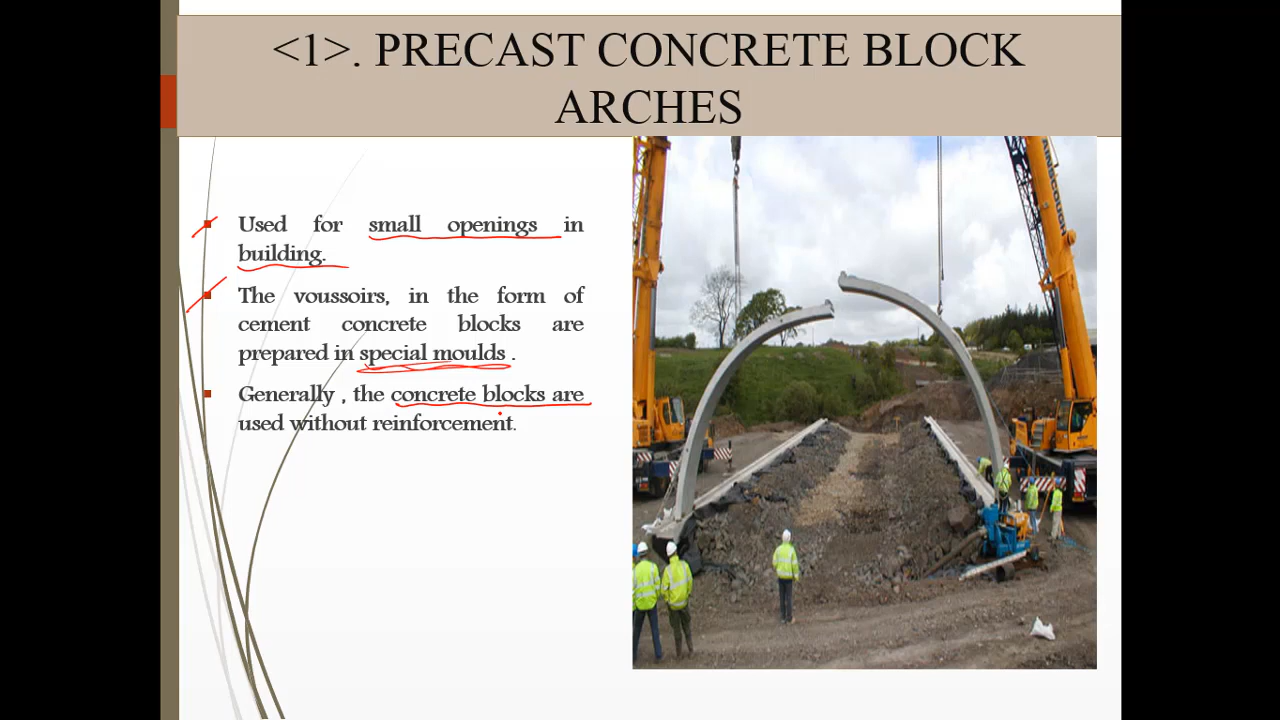 <1>. PRECAST CONCRETE BLOCK
ARCHES
Used for small openings in
building.
The voussoirs, in the form of
cement concrete blocks are
prepared in special moulds .
Generally , the concrete blocks are
used without reinforcement.
AINSCOUGH